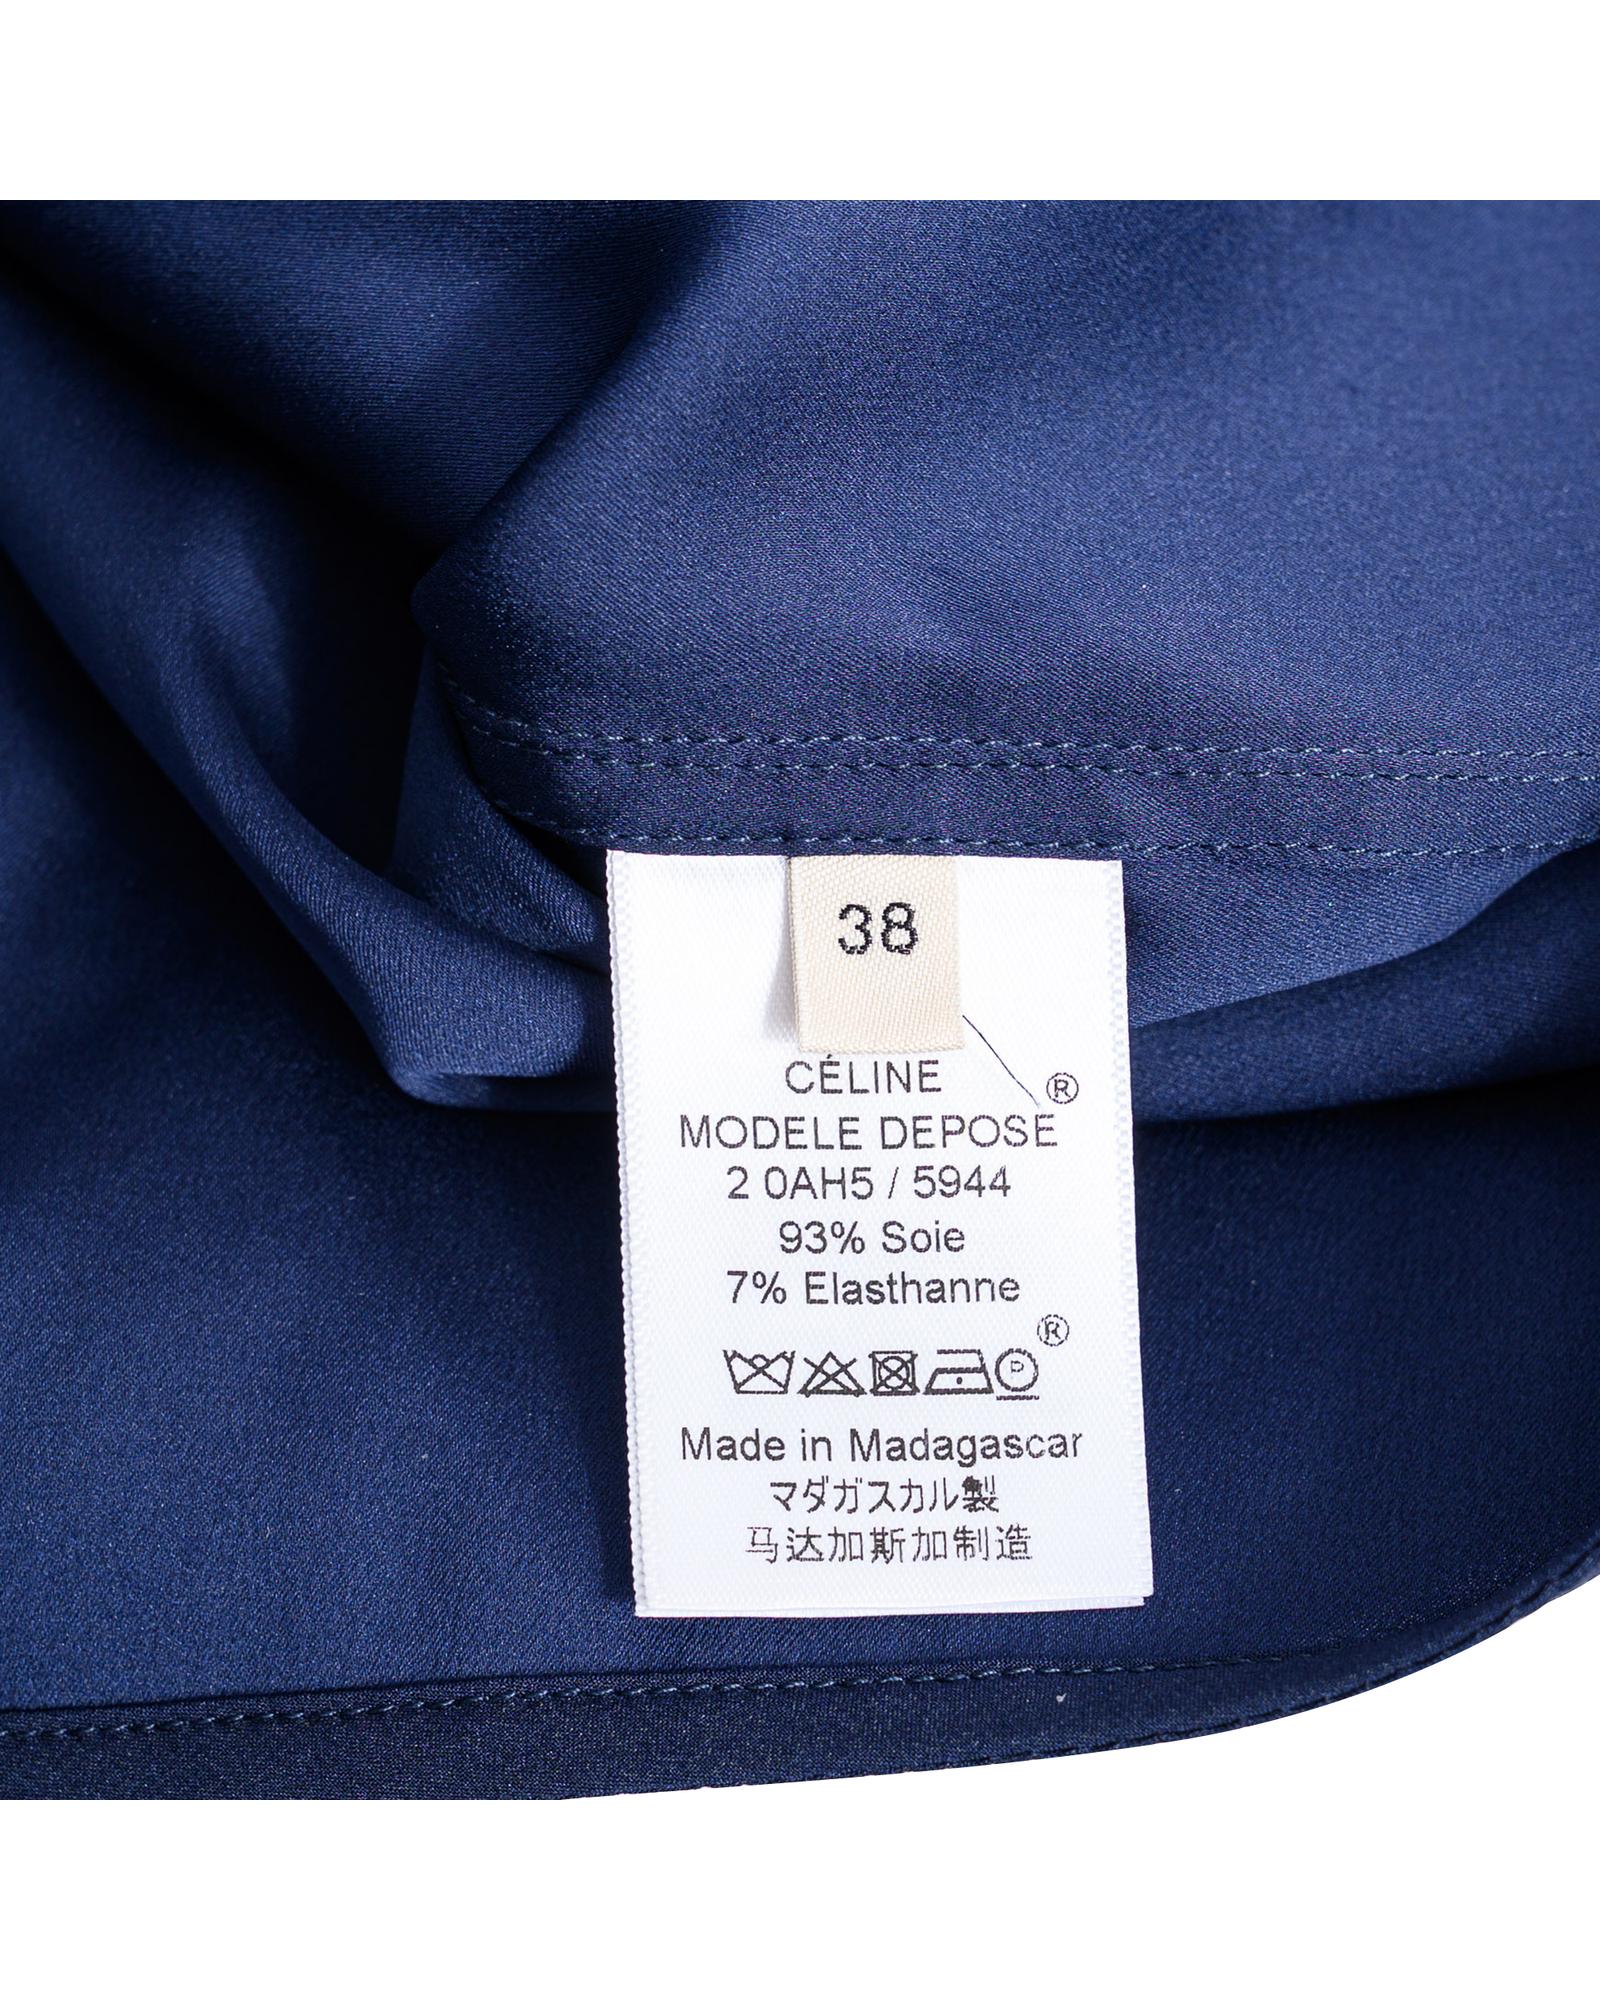 38
CÉLINE
®
MODELE DEPOSE
2 0AH5 / 5944
93% Soie
7% Elasthanne
®
P
Made in Madagascar
マダガスカル製
马达加斯加制造